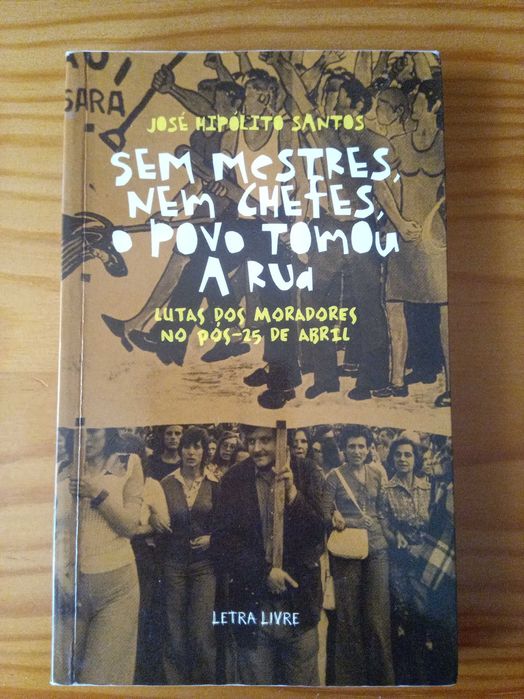 SARA
JOSÉ HIPÓLITO SANTOS
SEM MESTRES,
NEM CHEFES,
O POVO TOMOU
A RUA
LUTAS DOS MORADORES
NO PÓS-25 DE ABRIL
LETRA LIVRE